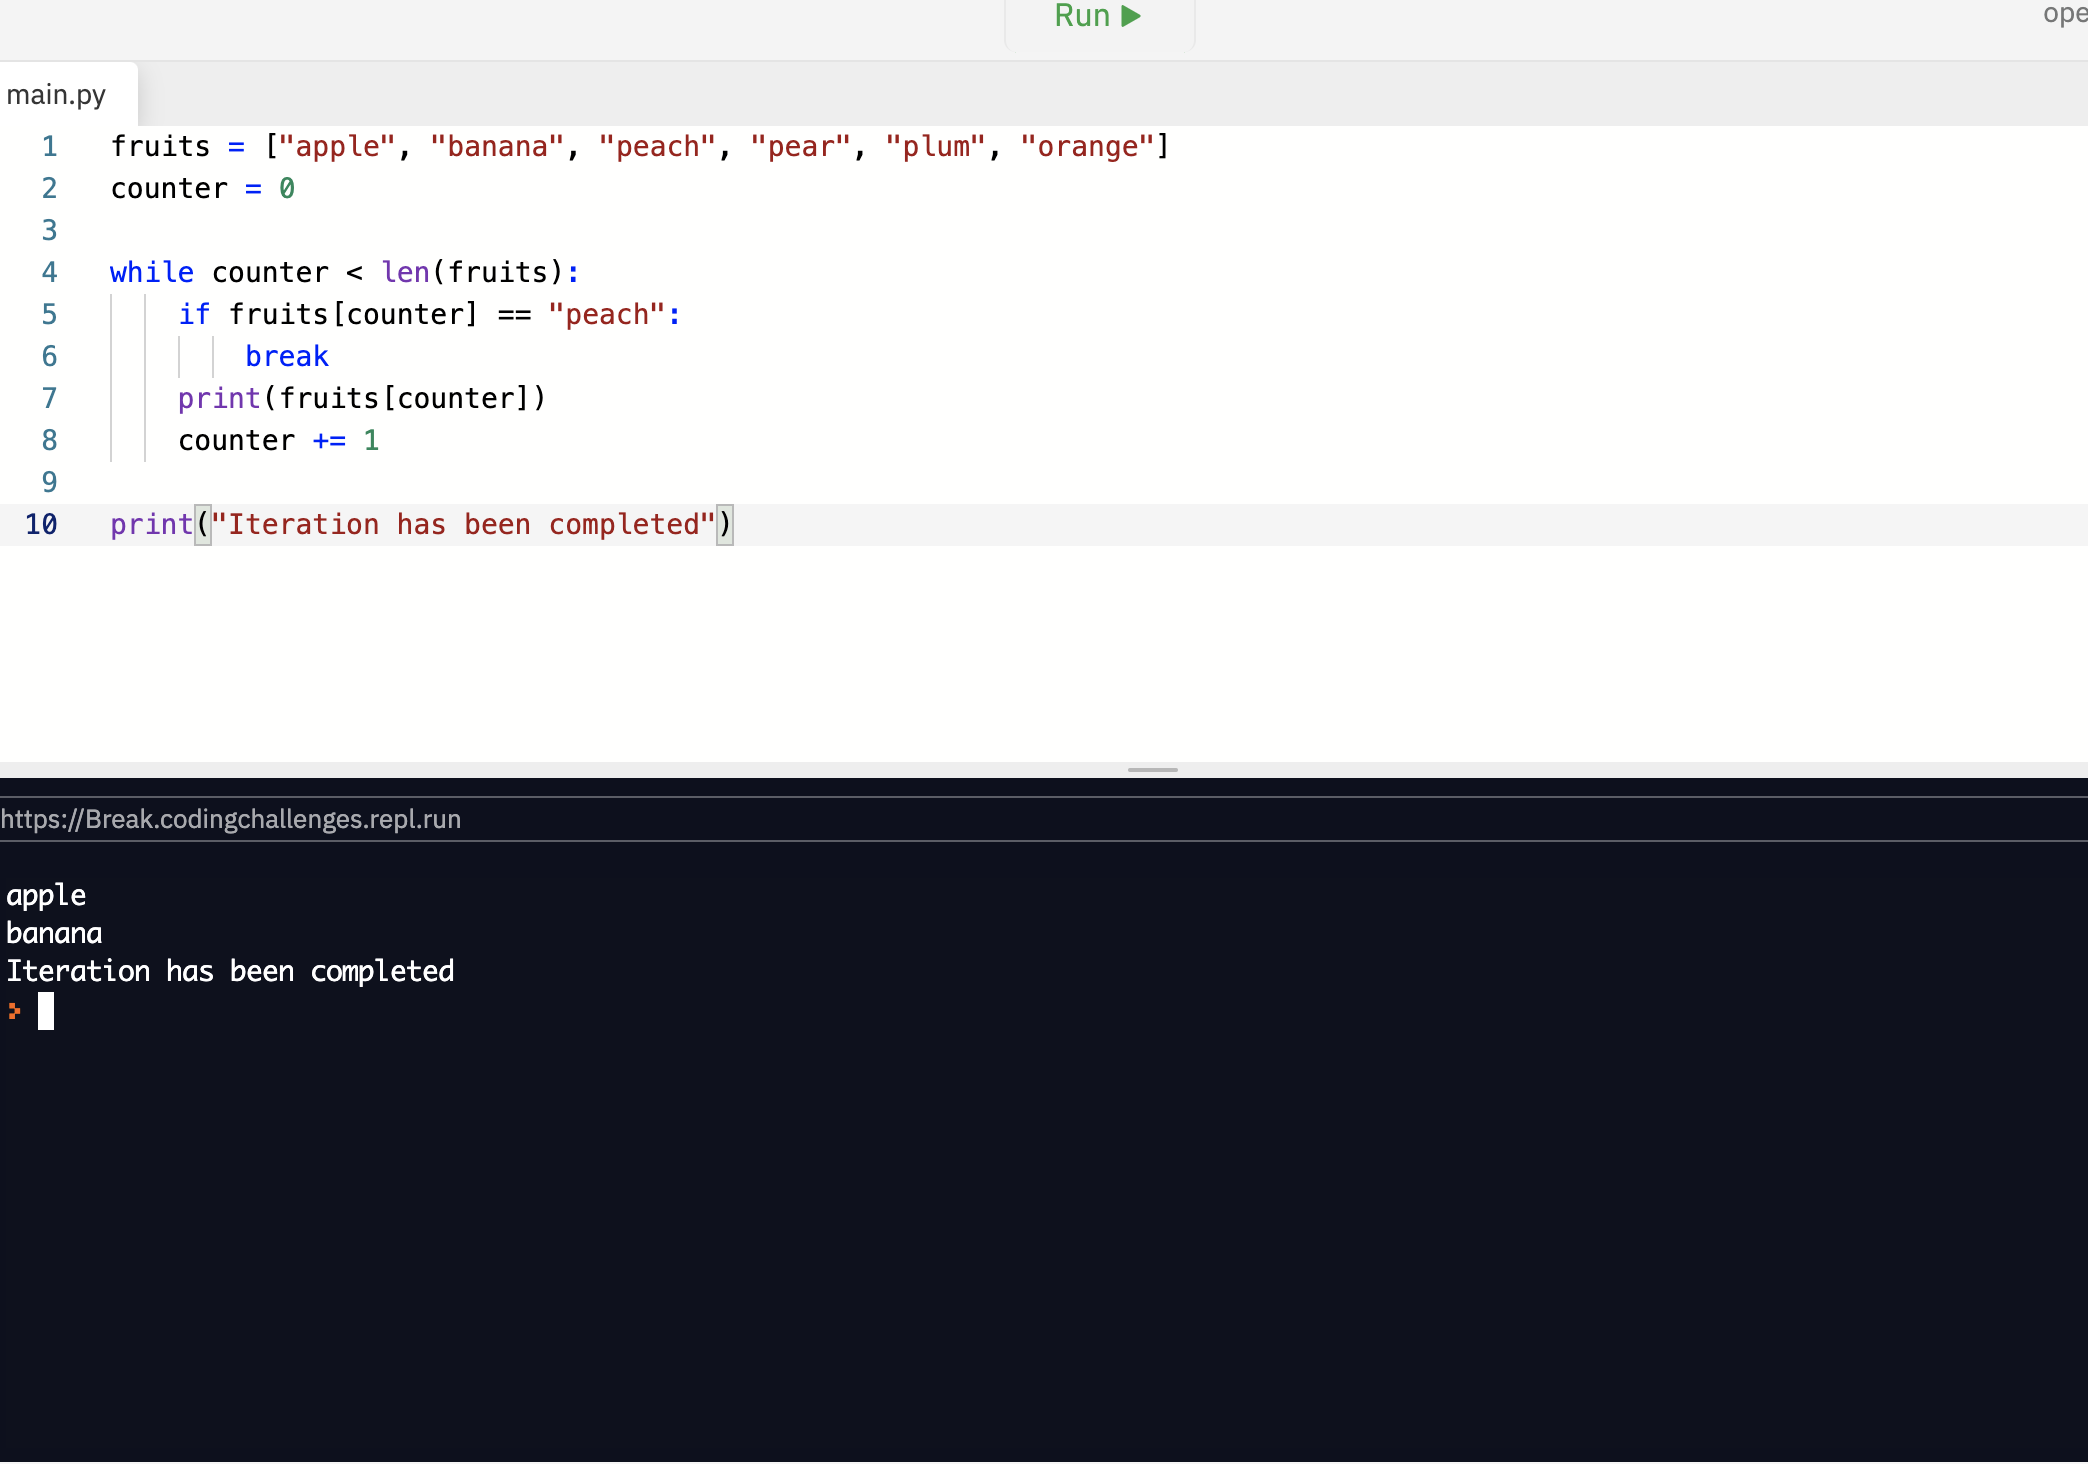 Run
main.py
1 fruits = ["apple", "banana", "peach", "pear", "plum", "orange"]
2 counter = 0
3
4 while counter < len(fruits):
5     if fruits[counter] == "peach":
6         break
7     print(fruits[counter])
8     counter += 1
9
10 print("Iteration has been completed")
https://Break.codingchallenges.repl.run
apple
banana
Iteration has been completed